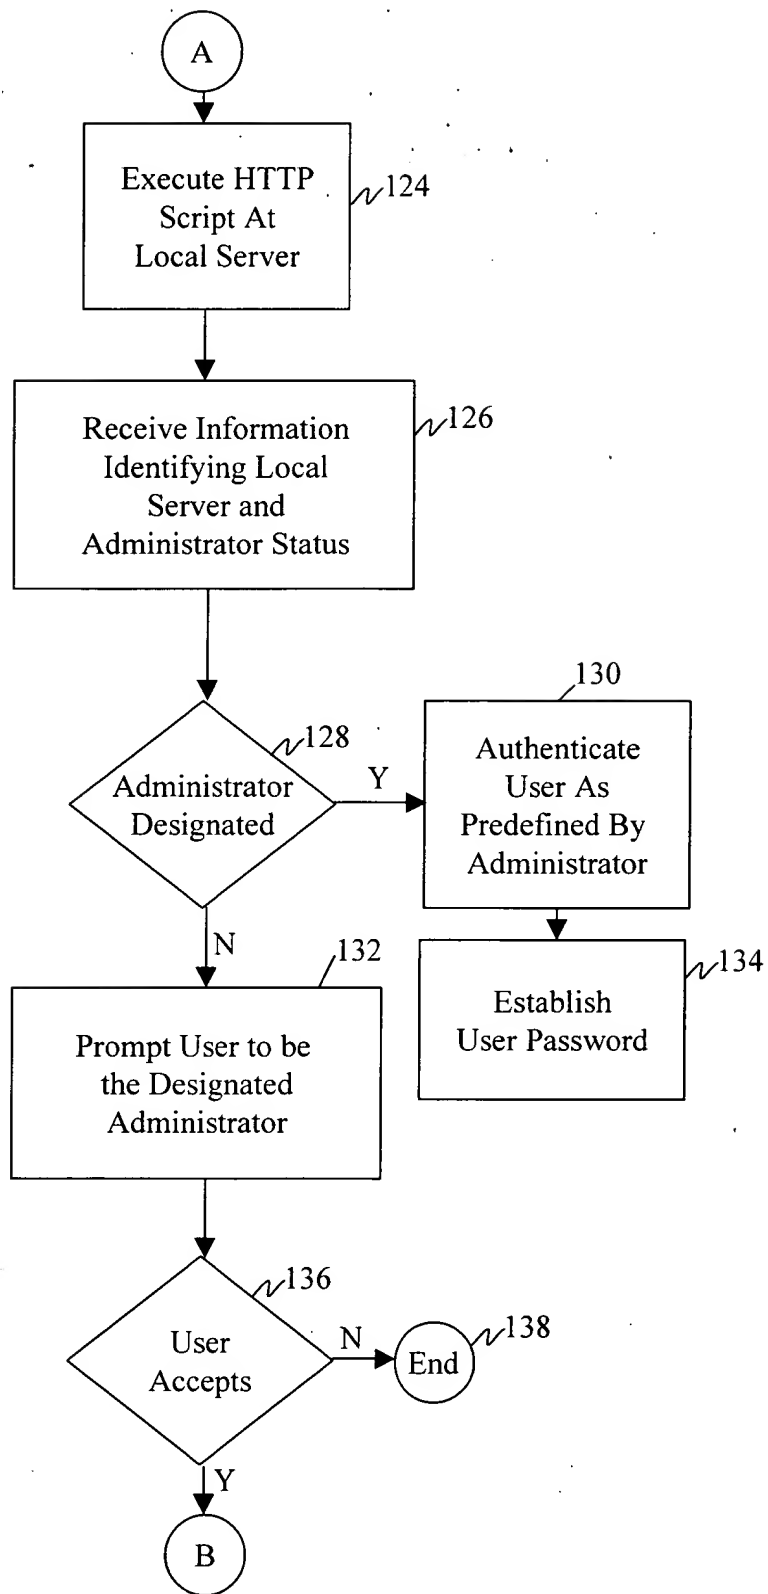 A
Execute HTTP
Script At
Local Server
124
Receive Information
Identifying Local
Server and
Administrator Status
126
128
Administrator
Designated
Y
130
Authenticate
User As
Predefined By
Administrator
N
132
134
Establish
User Password
Prompt User to be
the Designated
Administrator
136
User
Accepts
N
End
138
Y
B